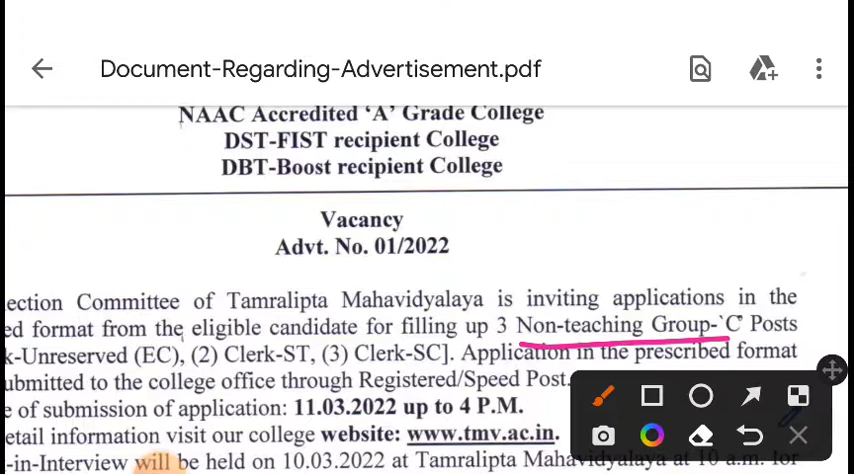 Document-Regarding-Advertisement.pdf
NAAC Accredited ‘A’ Grade College
DST-FIST recipient College
DBT-Boost recipient College
Vacancy
Advt. No. 01/2022
ection Committee of Tamralipta Mahavidyalaya is inviting applications in the
ed format from the eligible candidate for filling up 3 Non-teaching Group-`C' Posts
k-Unreserved (EC), (2) Clerk-ST, (3) Clerk-SC]. Application in the prescribed format
ubmitted to the college office through Registered/Speed Post.
e of submission of application: 11.03.2022 up to 4 P.M.
etail information visit our college website: www.tmv.ac.in.
-in-Interview will be held on 10.03.2022 at Tamralipta Mahavidyalaya at 10 a.m. for